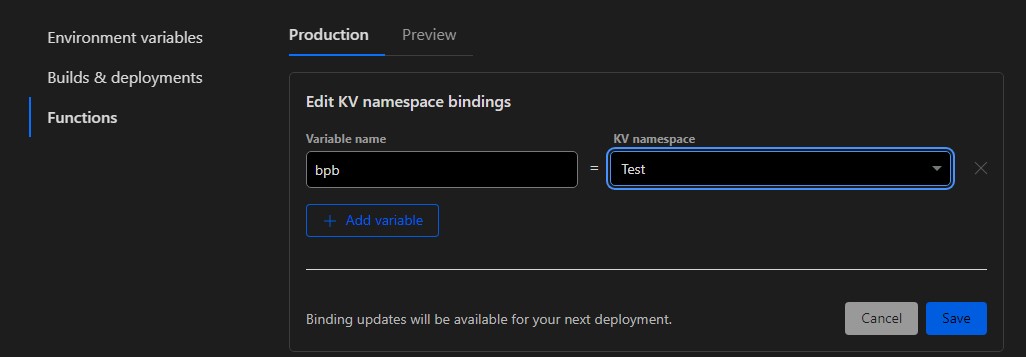 Environment variables
Builds & deployments
Functions
Production
Preview
Edit KV namespace bindings
Variable name
KV namespace
bpb
=
Test
+ Add variable
Binding updates will be available for your next deployment.
Cancel
Save